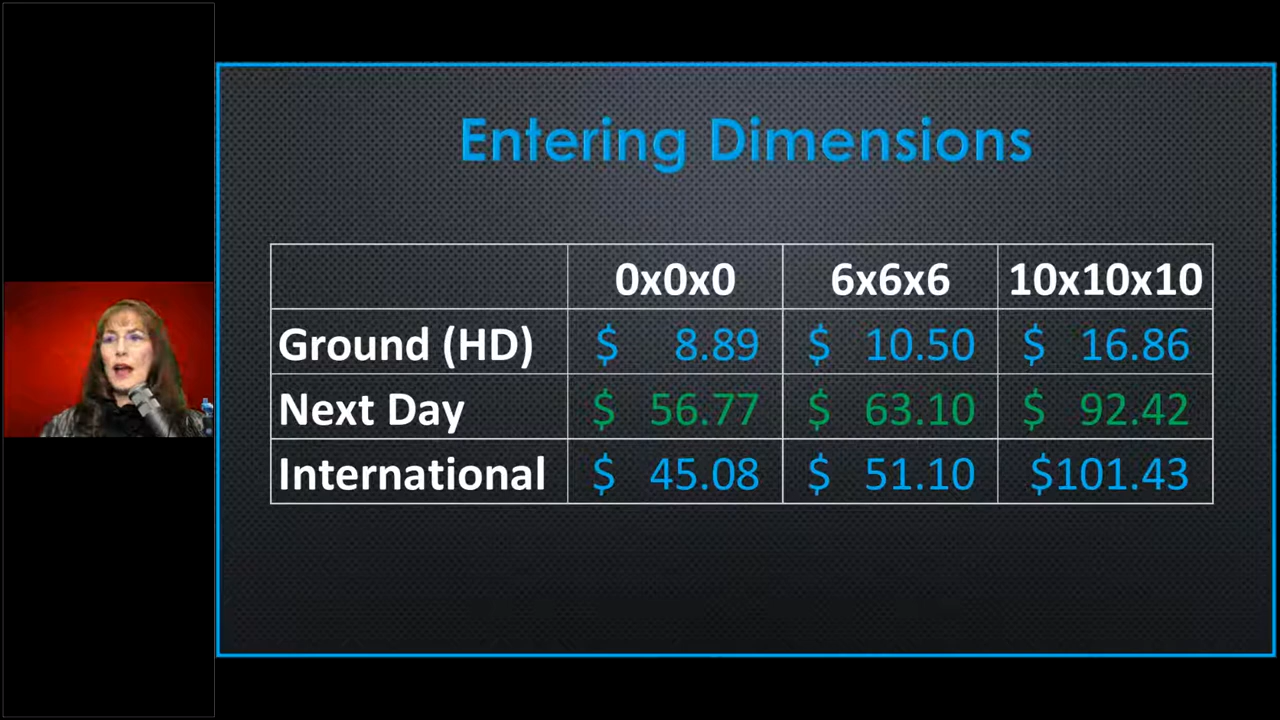 Entering Dimensions
0x0x0 6x6x6 10x10x10
Ground (HD) $ 8.89 $ 10.50 $ 16.86
Next Day $ 56.77 $ 63.10 $ 92.42
International $ 45.08 $ 51.10 $101.43